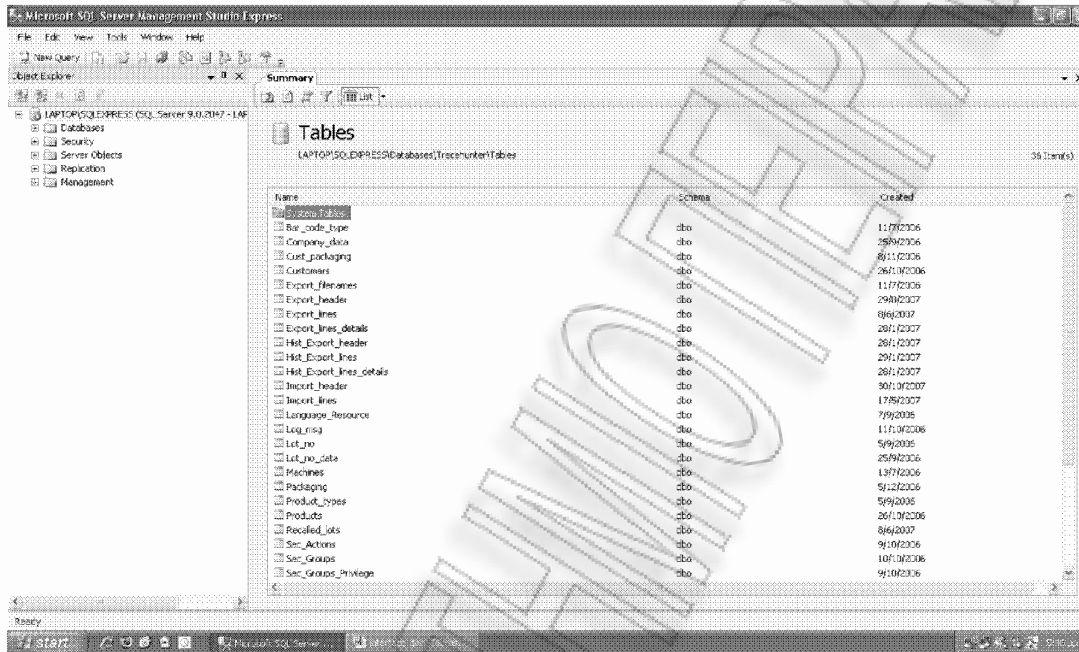 Microsoft SQL Server Management Studio Express
File Edit View Tools Window Help
New Query
Object Explorer
Summary
List
LAPTOP\SQLEXPRESS (SQL Server 9.0.2047 - LAP
Databases
Security
Server Objects
Replication
Management
Tables
LAPTOP\SQLEXPRESS\Databases\Tracehunter\Tables
36 Item(s)
Name Schema Created
System Tables
Bar_code_type dbo 11/7/2006
Company_data dbo 25/9/2006
Cust_packaging dbo 8/11/2006
Customers dbo 26/10/2006
Export_filenames dbo 11/7/2006
Export_header dbo 29/8/2007
Export_lines dbo 8/6/2007
Export_lines_details dbo 28/1/2007
Hist_Export_header dbo 28/1/2007
Hist_Export_lines dbo 29/1/2007
Hist_Export_lines_details dbo 28/1/2007
Import_header dbo 30/10/2007
Import_lines dbo 17/5/2007
Language_Resource dbo 7/9/2006
Log_msg dbo 11/10/2006
Lot_no dbo 5/9/2006
Lot_no_data dbo 25/9/2006
Machines dbo 13/7/2006
Packaging dbo 5/12/2006
Product_types dbo 5/9/2006
Products dbo 26/10/2006
Recalled_lots dbo 8/6/2007
Sec_Actions dbo 9/10/2006
Sec_Groups dbo 10/10/2006
Sec_Groups_Privilege dbo 9/10/2006
Ready
start
Microsoft SQL Server ...